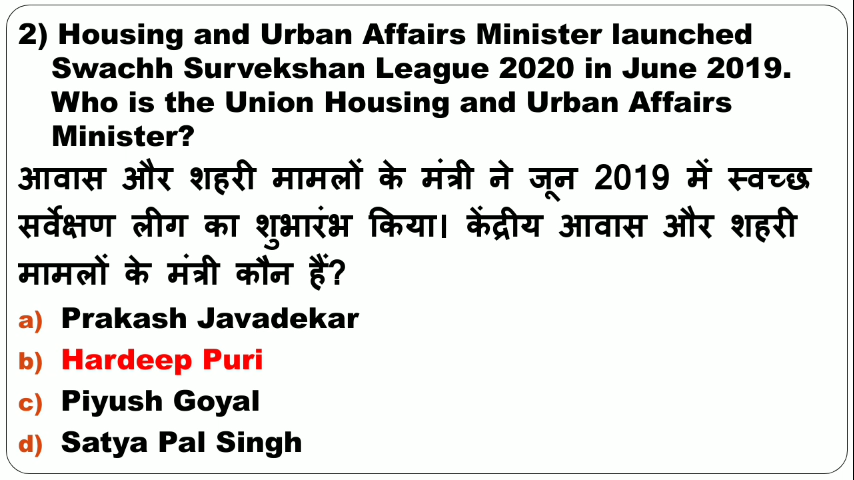 2) Housing and Urban Affairs Minister launched
Swachh Survekshan League 2020 in June 2019.
Who is the Union Housing and Urban Affairs
Minister?
आवास और शहरी मामलों के मंत्री ने जून 2019 में स्वच्छ
सर्वेक्षण लीग का शुभारंभ किया। केंद्रीय आवास और शहरी
मामलों के मंत्री कौन हैं?
a) Prakash Javadekar
b) Hardeep Puri
c) Piyush Goyal
d) Satya Pal Singh